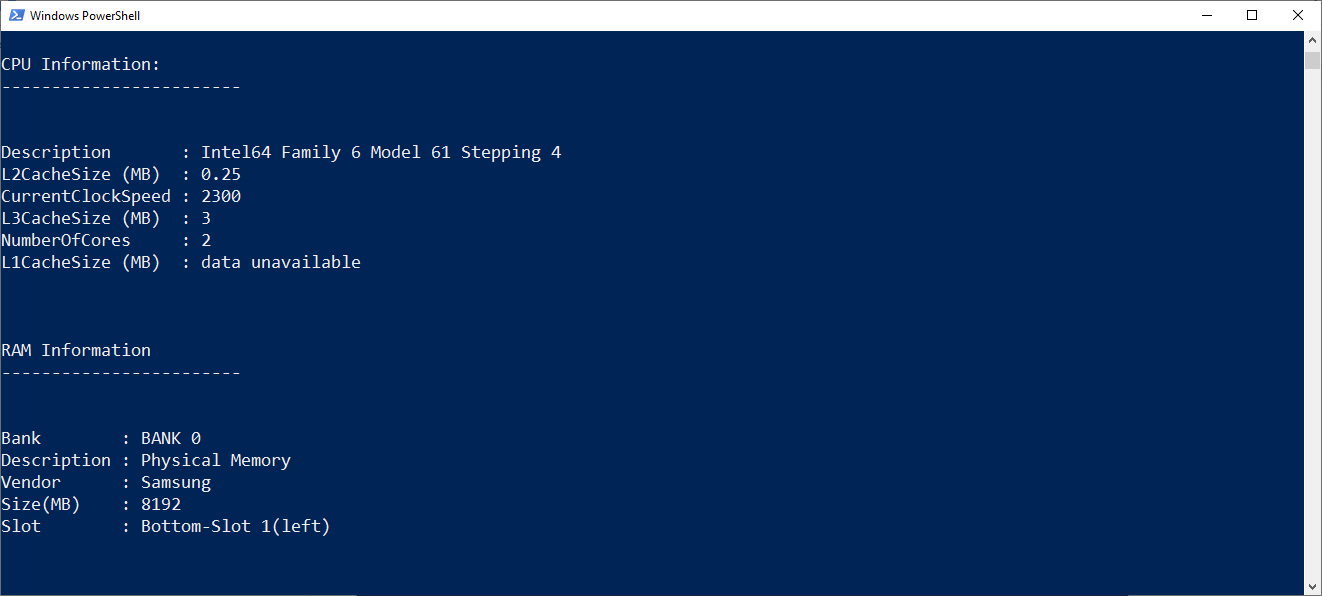 Windows PowerShell
CPU Information:
------------------------
Description       : Intel64 Family 6 Model 61 Stepping 4
L2CacheSize (MB)  : 0.25
CurrentClockSpeed : 2300
L3CacheSize (MB)  : 3
NumberOfCores     : 2
L1CacheSize (MB)  : data unavailable
RAM Information
------------------------
Bank        : BANK 0
Description : Physical Memory
Vendor      : Samsung
Size(MB)    : 8192
Slot        : Bottom-Slot 1(left)